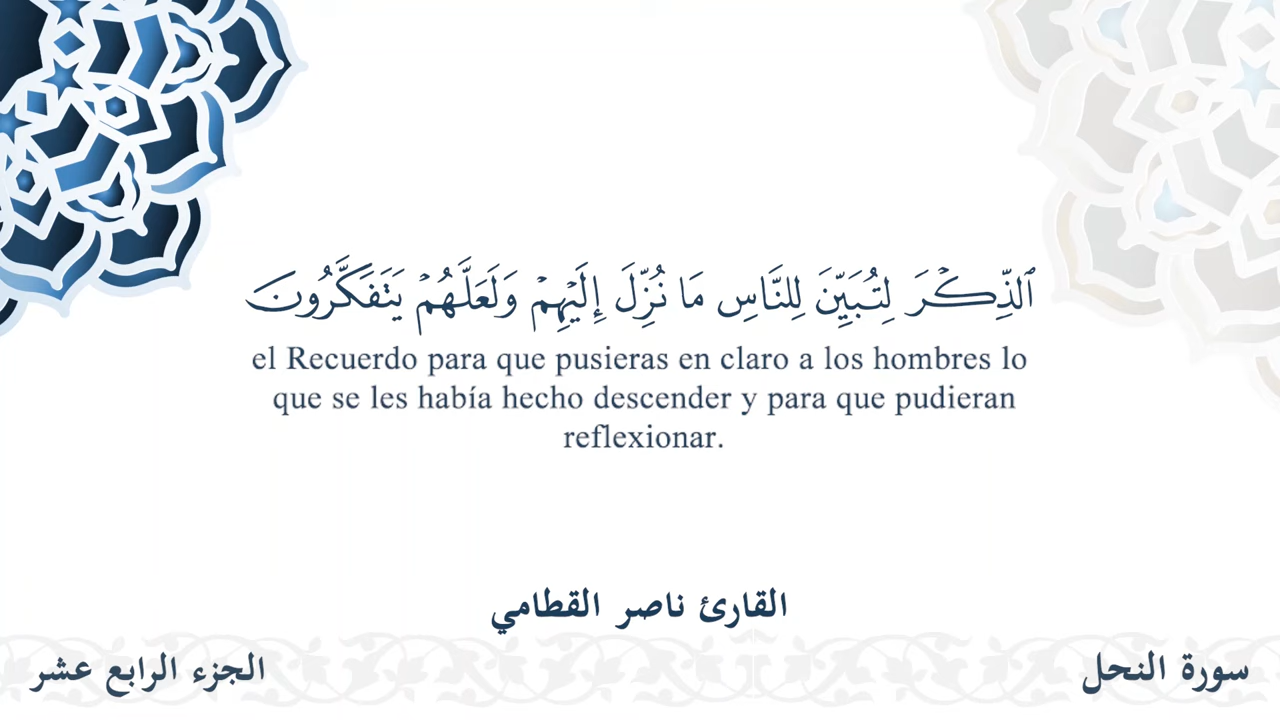 ٱلذِّكۡرَ لِتُبَيِّنَ لِلنَّاسِ مَا نُزِّلَ إِلَيۡهِمۡ وَلَعَلَّهُمۡ يَتَفَكَّرُونَ
el Recuerdo para que pusieras en claro a los hombres lo
que se les había hecho descender y para que pudieran
reflexionar.
القارئ ناصر القطامي
سورة النحل
الجزء الرابع عشر